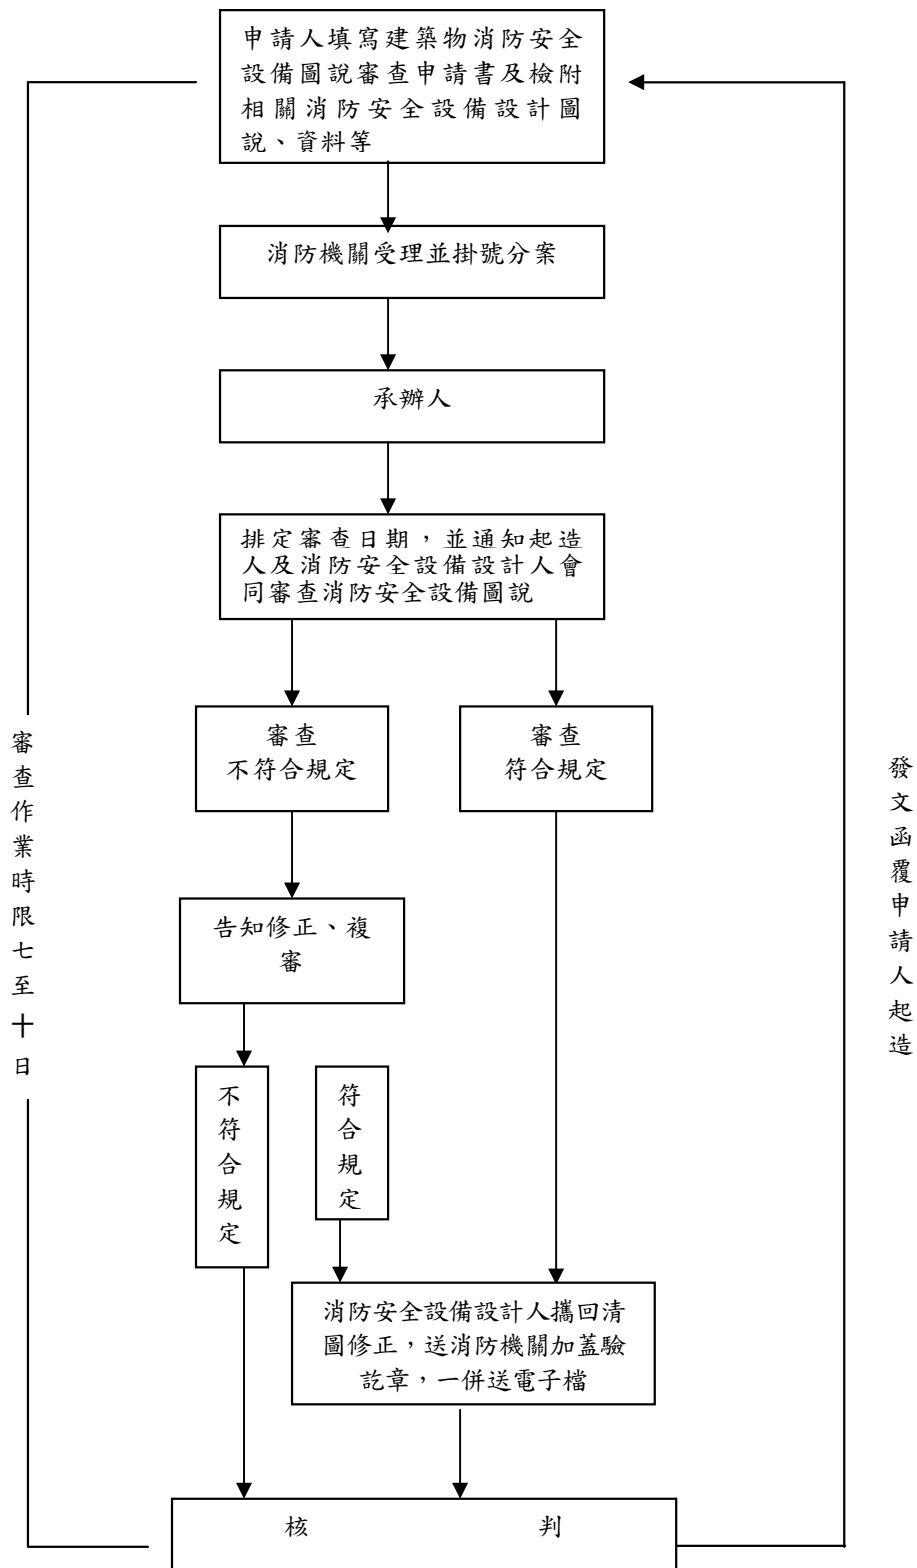 申請人填寫建築物消防安全
設備圖說審查申請書及檢附
相關消防安全設備設計圖
說、資料等
消防機關受理並掛號分案
承辦人
排定審查日期，並通知起造
人及消防安全設備設計人會
同審查消防安全設備圖說
審查
不符合規定
審查
符合規定
告知修正、複
審
不符合規定
符合規定
消防安全設備設計人攜回清
圖修正，送消防機關加蓋驗
訖章，一併送電子檔
核 判
審查作業時限七至十日
發文函覆申請人起造